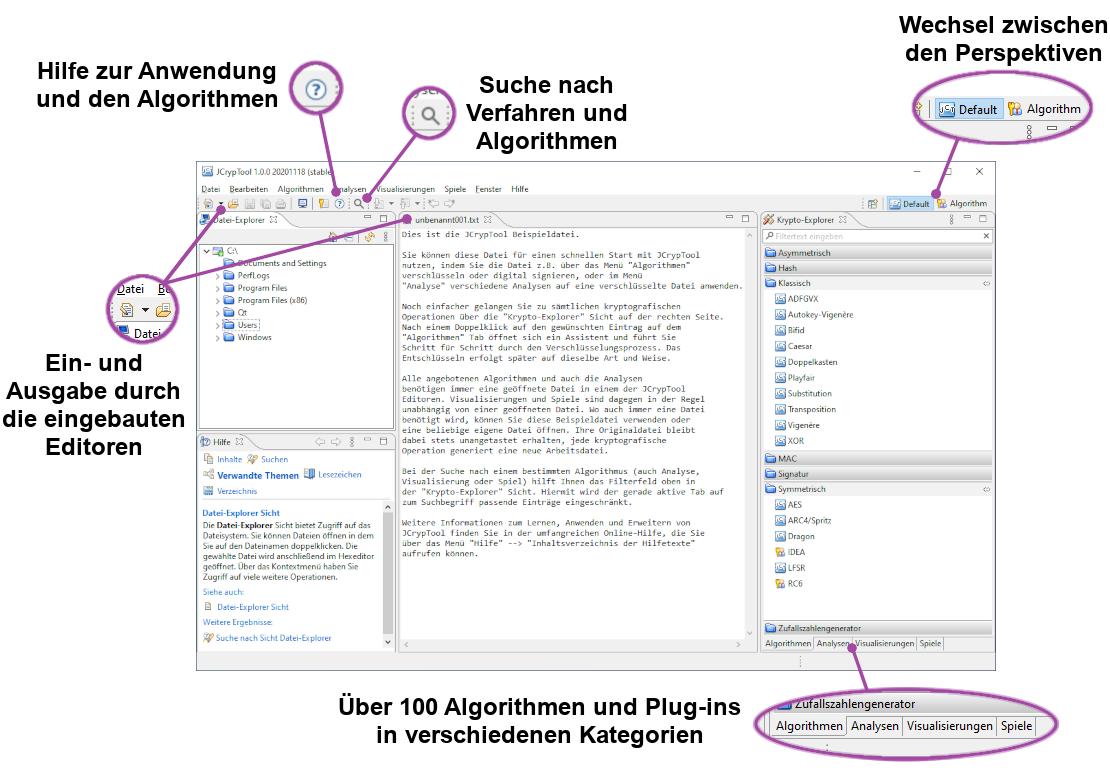 Wechsel zwischen
den Perspektiven
Default Algorithm
Hilfe zur Anwendung
und den Algorithmen
Suche nach
Verfahren und
Algorithmen
JCrypTool 1.0.0 20201118 (stable
Datei Bearbeiten Algorithmen Analysen Visualisierungen Spiele Fenster Hilfe
Default Algorithm
Datei-Explorer
C:\
Documents and Settings
PerfLogs
Program Files
Program Files (x86)
Qt
Users
Windows
Datei
Datei
Ein- und
Ausgabe durch
die eingebauten
Editoren
Hilfe
Inhalte Suchen
Verwandte Themen Lesezeichen
Verzeichnis
Datei-Explorer Sicht
Die Datei-Explorer Sicht bietet Zugriff auf das
Dateisystem. Sie können Dateien öffnen in dem
Sie auf den Dateinamen doppelklicken. Die
gewählte Datei wird anschließend im Hexeditor
geöffnet. Über das Kontextmenü haben Sie
Zugriff auf viele weitere Operationen.
Siehe auch:
Datei-Explorer Sicht
Weitere Ergebnisse:
Suche nach Sicht Datei-Explorer
unbenannt001.txt
Dies ist die JCrypTool Beispieldatei.
Sie können diese Datei für einen schnellen Start mit JCrypTool
nutzen, indem Sie die Datei z.B. über das Menü "Algorithmen"
verschlüsseln oder digital signieren, oder im Menü
"Analyse" verschiedene Analysen auf eine verschlüsselte Datei anwenden.
Noch einfacher gelangen Sie zu sämtlichen kryptografischen
Operationen über die "Krypto-Explorer" Sicht auf der rechten Seite.
Nach einem Doppelklick auf den gewünschten Eintrag auf dem
"Algorithmen" Tab öffnet sich ein Assistent und führt Sie
Schritt für Schritt durch den Verschlüsselungsprozess. Das
Entschlüseln erfolgt später auf dieselbe Art und Weise.
Alle angebotenen Algorithmen und auch die Analysen
benötigen immer eine geöffnete Datei in einem der JCrypTool
Editoren. Visualisierungen und Spiele sind dagegen in der Regel
unabhängig von einer geöffneten Datei. Wo auch immer eine Datei
benötigt wird, können Sie diese Beispieldatei verwenden oder
eine beliebige eigene Datei öffnen. Ihre Originaldatei bleibt
dabei stets unangetastet erhalten, jede kryptografische
Operation generiert eine neue Arbeitsdatei.
Bei der Suche nach einem bestimmten Algorithmus (auch Analyse,
Visualisierung oder Spiel) hilft Ihnen das Filterfeld oben in
der "Krypto-Explorer" Sicht. Hiermit wird der gerade aktive Tab auf
zum Suchbegriff passende Einträge eingeschränkt.
Weitere Informationen zum Lernen, Anwenden und Erweitern von
JCrypTool finden Sie in der umfangreichen Online-Hilfe, die Sie
über das Menü "Hilfe" --> "Inhaltsverzeichnis der Hilfetexte"
aufrufen können.
Krypto-Explorer
Filtertext eingeben
Asymmetrisch
Hash
Klassisch
ADFGVX
Autokey-Vigenère
Bifid
Caesar
Doppelkasten
Playfair
Substitution
Transposition
Vigenère
XOR
MAC
Signatur
Symmetrisch
AES
ARC4/Spritz
Dragon
IDEA
LFSR
RC6
Zufallszahlengenerator
Algorithmen Analysen Visualisierungen Spiele
Über 100 Algorithmen und Plug-ins
in verschiedenen Kategorien
Zufallszahlengenerator
Algorithmen Analysen Visualisierungen Spiele